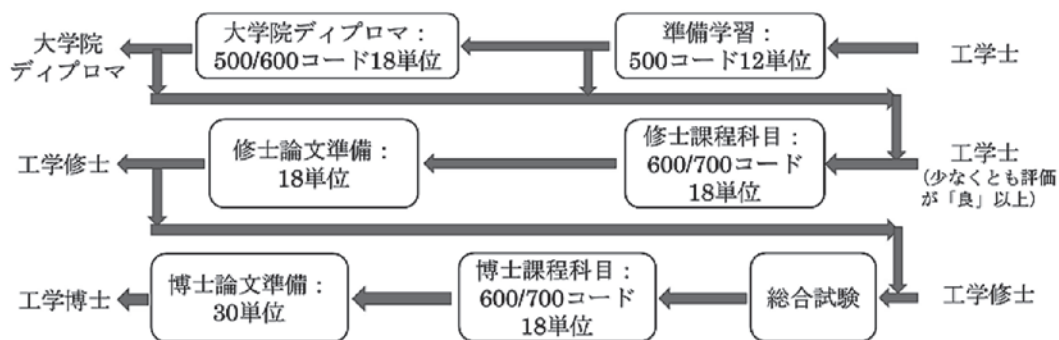 大学院
ディプロマ
大学院ディプロマ：
500/600コード18単位
準備学習：
500コード12単位
工学士
工学修士
修士論文準備：
18単位
修士課程科目：
600/700コード
18単位
工学士
（少なくとも評価
が「良」以上）
工学博士
博士論文準備：
30単位
博士課程科目：
600/700コード
18単位
総合試験
工学修士